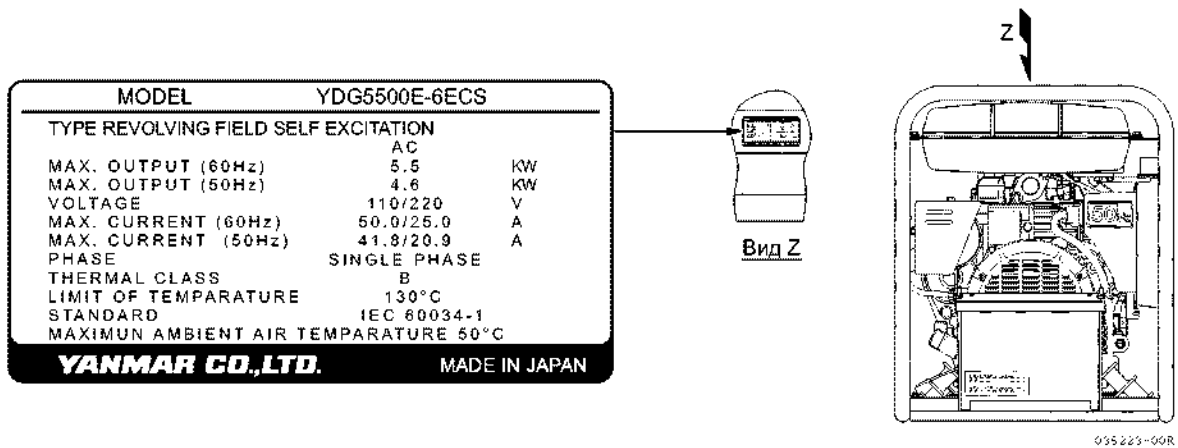 MODEL YDG5500E-6ECS
TYPE REVOLVING FIELD SELF EXCITATION
AC
MAX. OUTPUT (60Hz) 5.5 KW
MAX. OUTPUT (50Hz) 4.6 KW
VOLTAGE 110/220 V
MAX. CURRENT (60Hz) 50.0/25.0 A
MAX. CURRENT (50Hz) 41.8/20.9 A
PHASE SINGLE PHASE
THERMAL CLASS B
LIMIT OF TEMPARATURE 130°C
STANDARD IEC 60034-1
MAXIMUN AMBIENT AIR TEMPARATURE 50°C
YANMAR CO.,LTD. MADE IN JAPAN
Вид Z
Z
50Hz
035223-00R